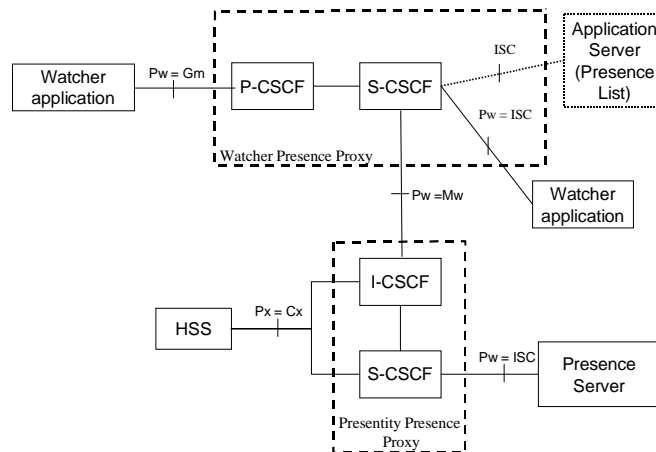 Watcher
application
Pw = Gm
P-CSCF
S-CSCF
ISC
Application
Server
(Presence
List)
Pw = ISC
Watcher Presence Proxy
Watcher
application
Pw =Mw
I-CSCF
HSS
Px = Cx
S-CSCF
Pw = ISC
Presence
Server
Presentity Presence
Proxy